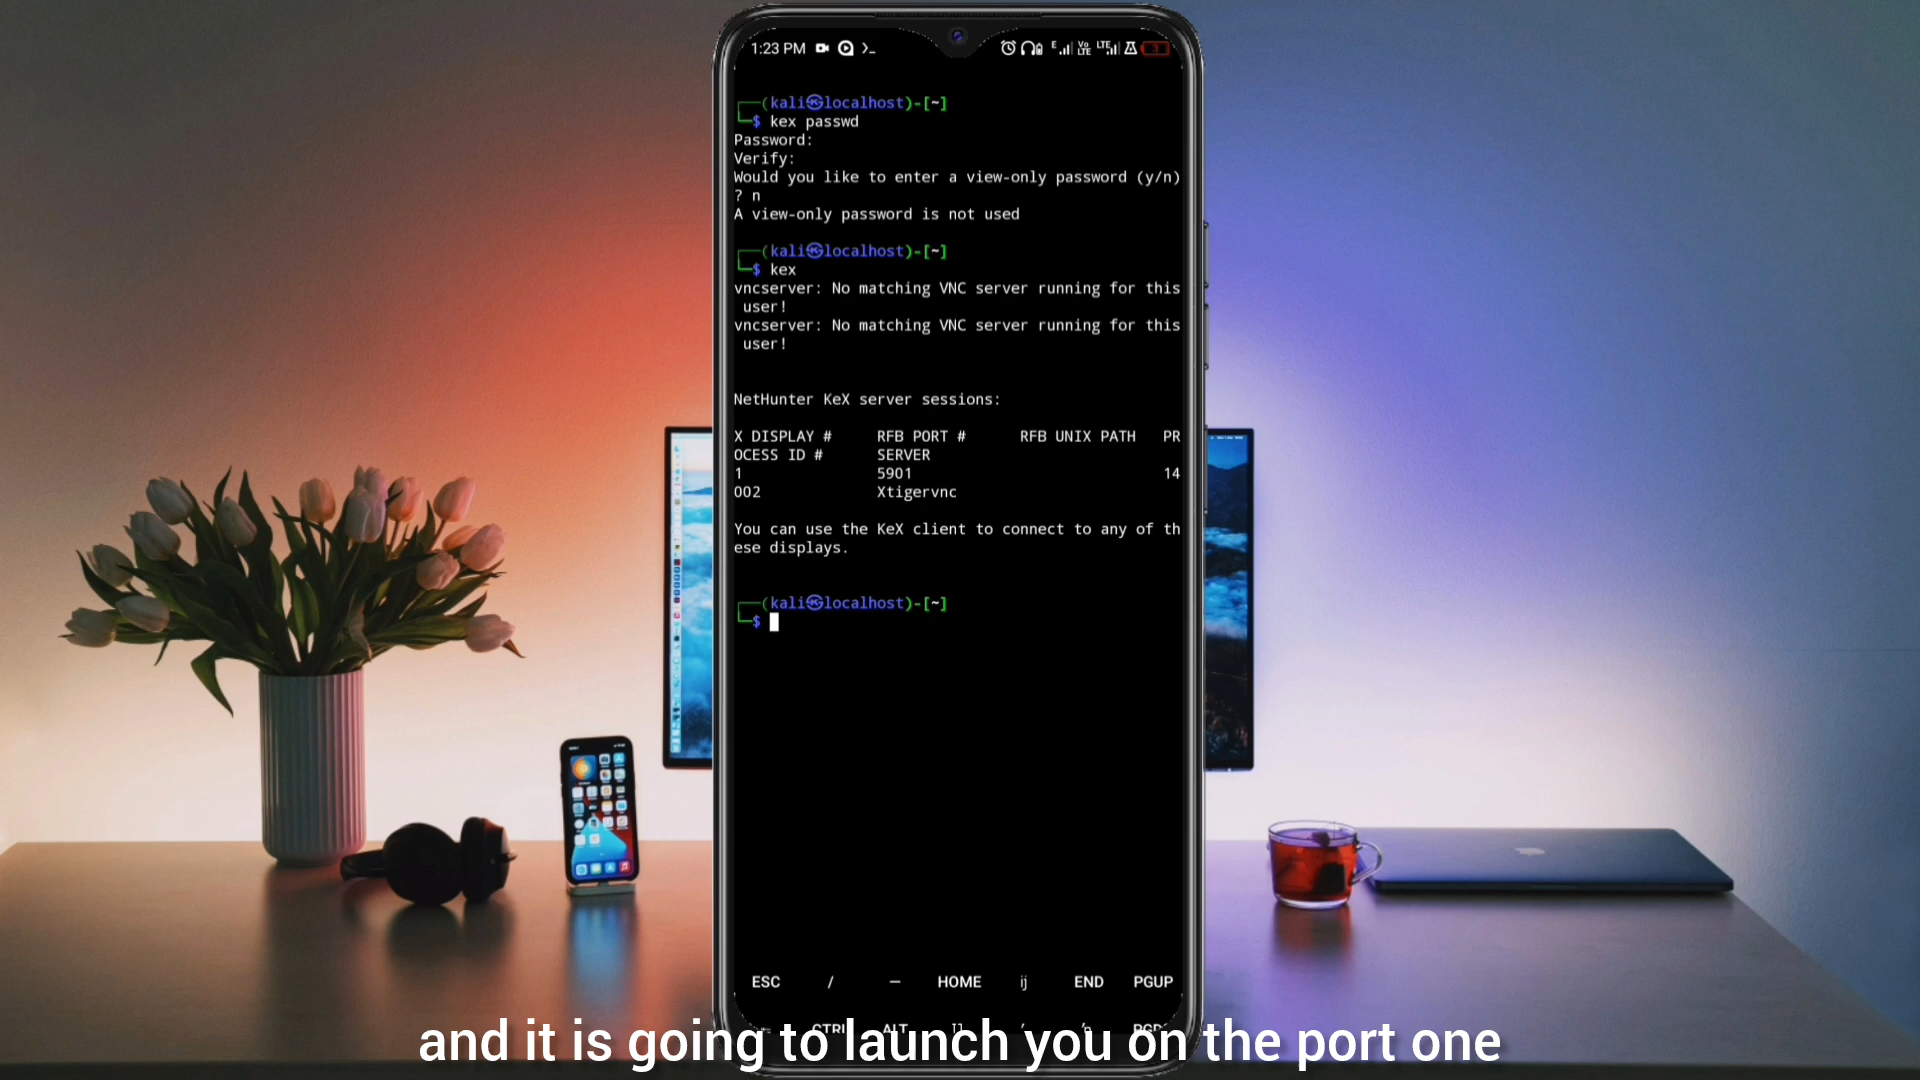 1:23 PM
┌──(kali㉿localhost)-[~]
└─$ kex passwd
Password:
Verify:
Would you like to enter a view-only password (y/n)
? n
A view-only password is not used
┌──(kali㉿localhost)-[~]
└─$ kex
vncserver: No matching VNC server running for this
user!
vncserver: No matching VNC server running for this
user!
NetHunter KeX server sessions:
X DISPLAY # RFB PORT # RFB UNIX PATH PR
OCESS ID # SERVER
1 5901 14
002 Xtigervnc
You can use the KeX client to connect to any of th
ese displays.
┌──(kali㉿localhost)-[~]
└─$
ESC / — HOME ij END PGUP
CTRL ALT
and it is going to launch you on the port one